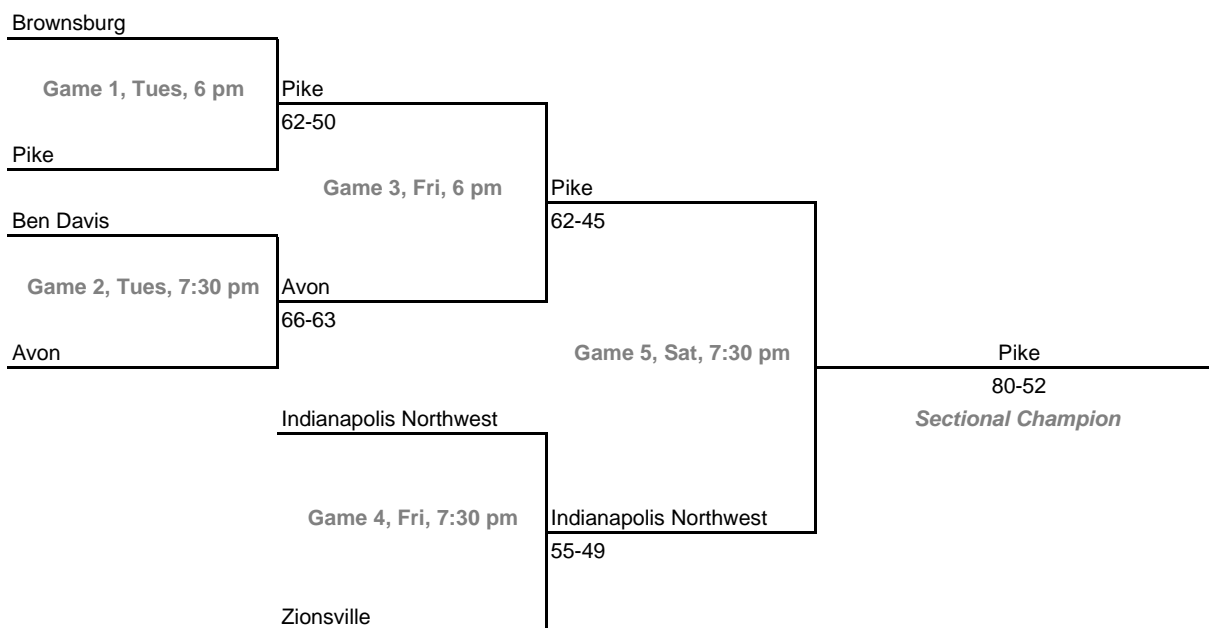 Brownsburg
Game 1, Tues, 6 pm
Pike
62-50
Pike
Game 3, Fri, 6 pm
Pike
62-45
Ben Davis
Game 2, Tues, 7:30 pm
Avon
66-63
Avon
Game 5, Sat, 7:30 pm
Pike
80-52
Sectional Champion
Indianapolis Northwest
Game 4, Fri, 7:30 pm
Indianapolis Northwest
55-49
Zionsville